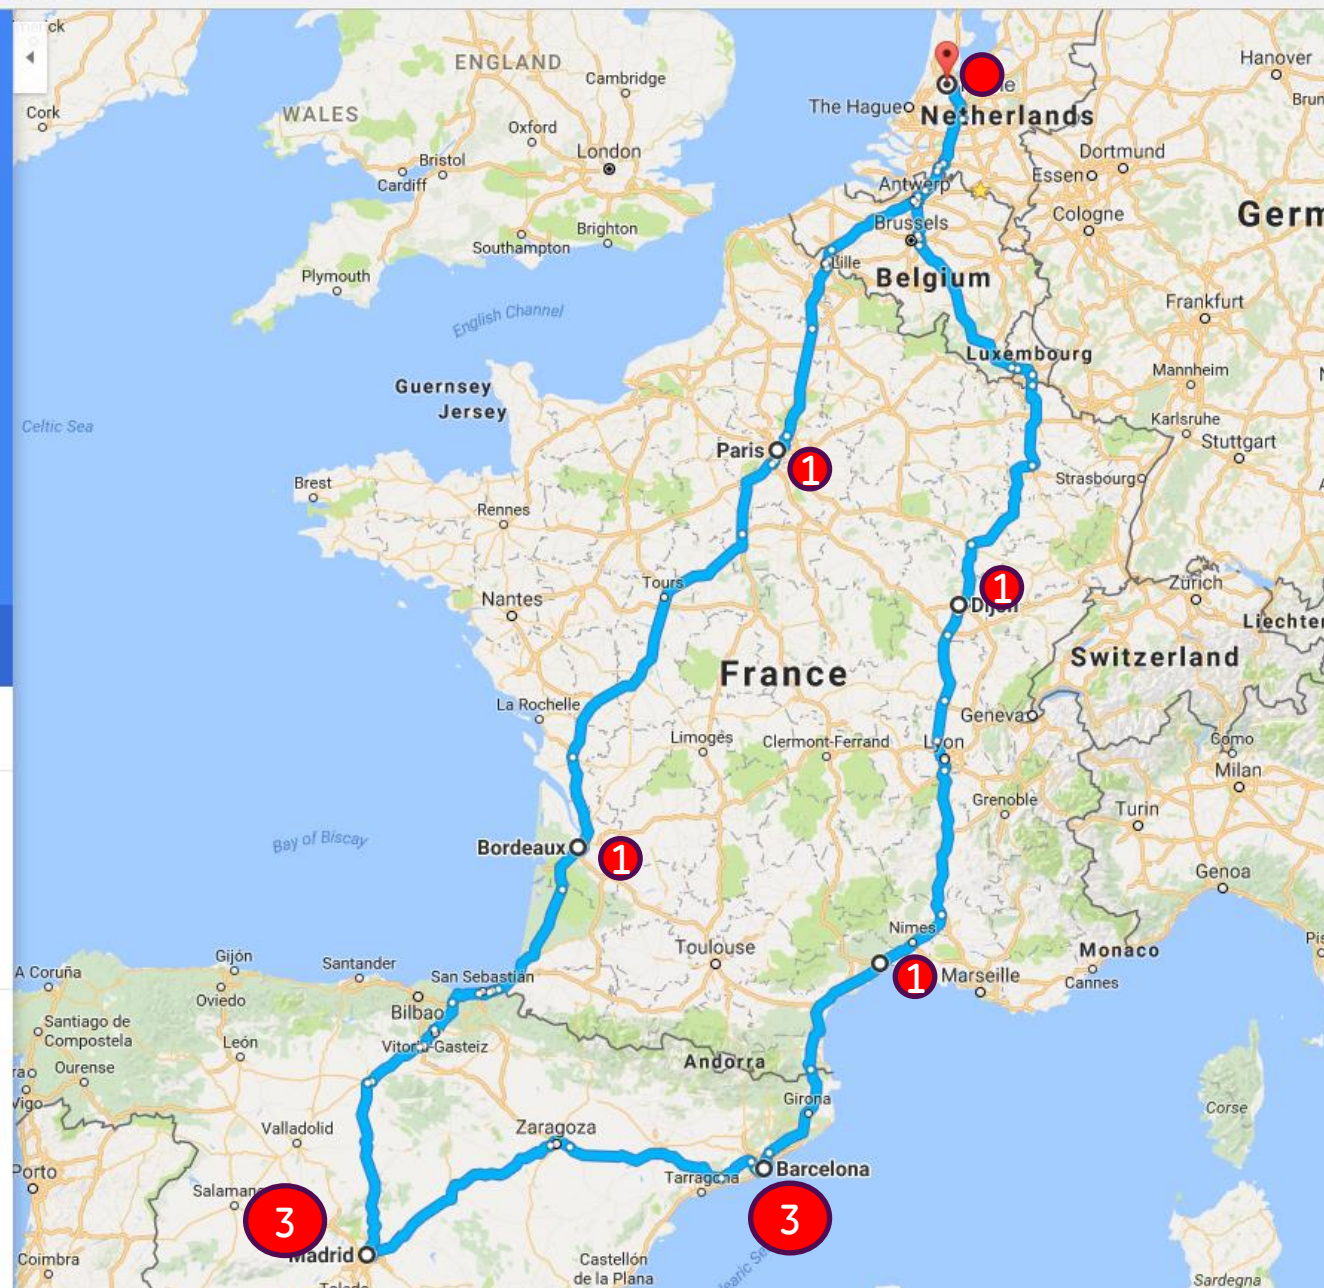 ENGLAND
Cambridge
Hanover
WALES
Cork
The Hague
Netherlands
Oxford
London
Bristol
Cardiff
Dortmund
Essen
Antwerp
Cologne
Brussels
Brighton
Southampton
Plymouth
Lille
Belgium
English Channel
Frankfurt
Luxembourg
Mannheim
Guernsey
Jersey
Karlsruhe
Stuttgart
Celtic Sea
Paris
1
Strasbourg
Brest
Rennes
Tours
Nantes
Zürich
1
Dijon
Switzerland
France
La Rochelle
Geneva
Limoges
Clermont-Ferrand
Lyon
Como
Milan
Grenoble
Turin
Bay of Biscay
Bordeaux
1
Genoa
Nimes
Toulouse
Monaco
Gijón
Santander
San Sebastián
A Coruña
1
Marseille
Cannes
Oviedo
Bilbao
Santiago de
Compostela
León
Vitoria-Gasteiz
Andorra
Ourense
Vigo
Girona
Corse
Valladolid
Zaragoza
Porto
Barcelona
Tarragona
3
3
Madrid
Coimbra
Castellón
de la Plana
Sardegna